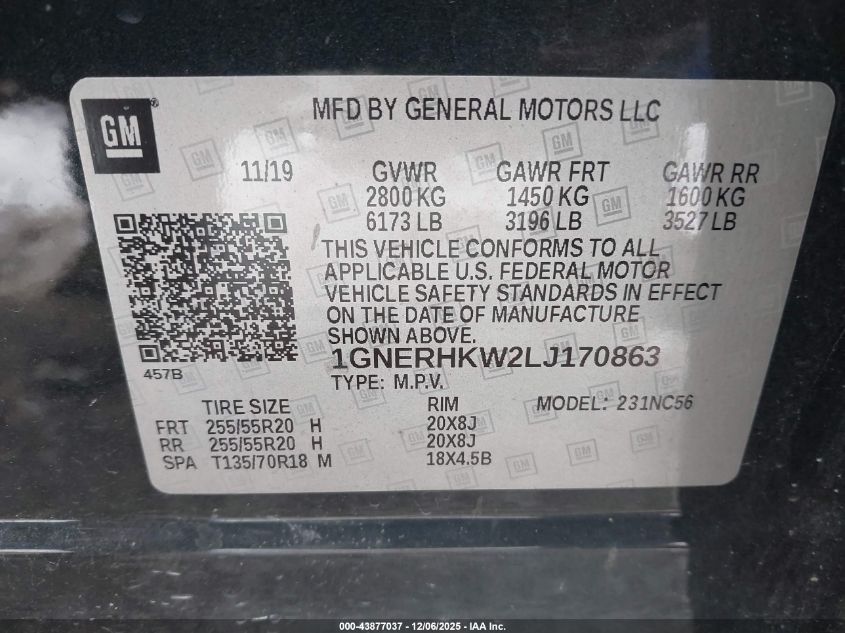 GM
MFD BY GENERAL MOTORS LLC
11/19 GVWR GAWR FRT GAWR RR
2800 KG 1450 KG 1600 KG
6173 LB 3196 LB 3527 LB
THIS VEHICLE CONFORMS TO ALL
APPLICABLE U.S. FEDERAL MOTOR
VEHICLE SAFETY STANDARDS IN EFFECT
ON THE DATE OF MANUFACTURE
SHOWN ABOVE.
1GNERHKW2LJ170863
457B
TYPE: M.P.V.
TIRE SIZE RIM MODEL: 231NC56
FRT 255/55R20 H 20X8J
RR 255/55R20 H 20X8J
SPA T135/70R18 M 18X4.5B
000-43877037 - 12/06/2025 - IAA Inc.